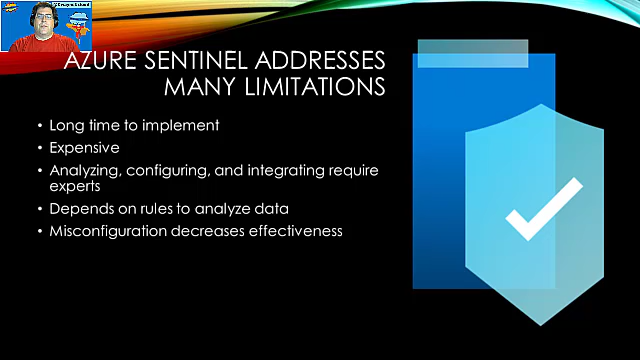 AZURE SENTINEL ADDRESSES
MANY LIMITATIONS
• Long time to implement
• Expensive
• Analyzing, configuring, and integrating require
experts
• Depends on rules to analyze data
• Misconfiguration decreases effectiveness